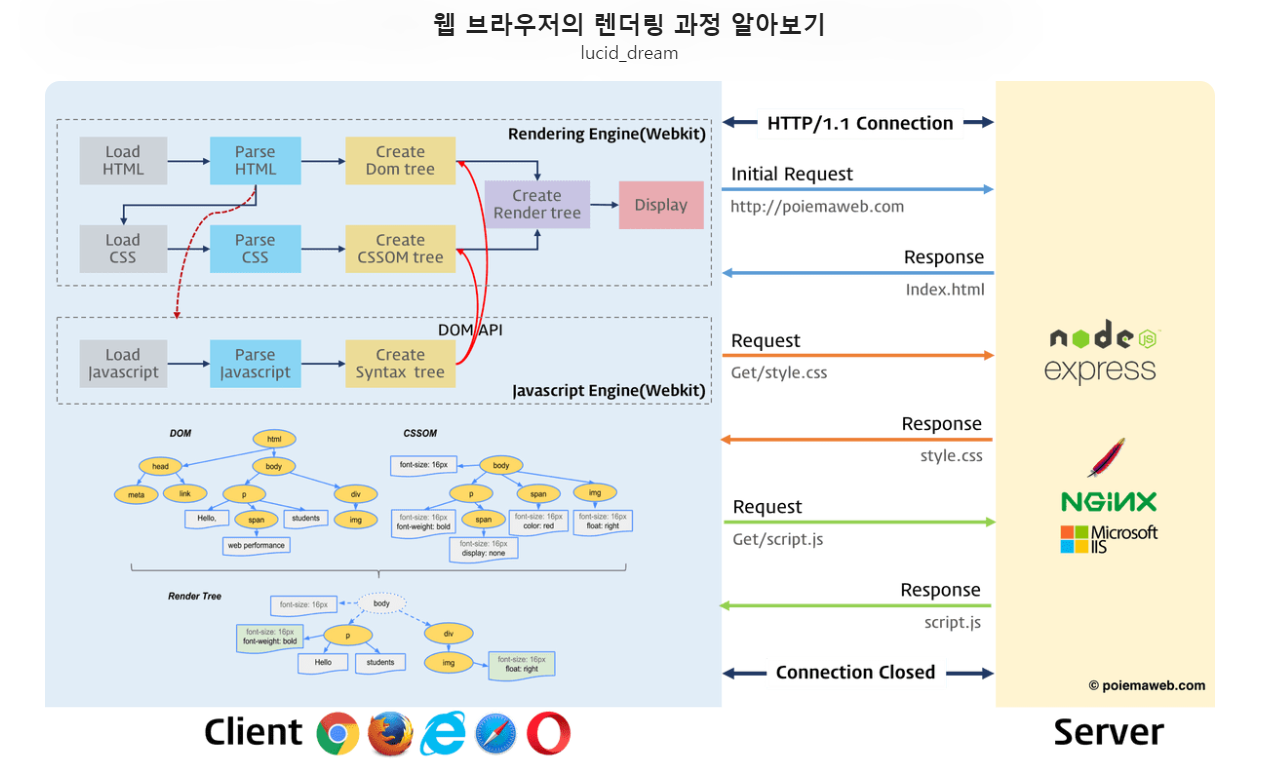 웹 브라우저의 렌더링 과정 알아보기
lucid_dream
Rendering Engine(Webkit)
Load
HTML
Parse
HTML
Create
Dom tree
Create
Render tree
Display
Load
CSS
Parse
CSS
Create
CSSOM tree
DOM API
Load
Javascript
Parse
Javascript
Create
Syntax tree
Javascript Engine(Webkit)
DOM
html
head
body
meta
link
p
div
Hello,
span
students
img
web performance
CSSOM
font-size: 16px
body
p
span
img
font-size: 16px
font-weight: bold
span
font-size: 16px
color: red
font-size: 16px
float: right
font-size: 16px
display: none
Render Tree
font-size: 16px
body
font-size: 16px
font-weight: bold
p
div
Hello
students
img
font-size: 16px
float: right
HTTP/1.1 Connection
Initial Request
http://poiemaweb.com
Response
Index.html
Request
Get/style.css
Response
style.css
Request
Get/script.js
Response
script.js
Connection Closed
node
JS
express
NGINX
Microsoft
IIS
© poiemaweb.com
Client
Server